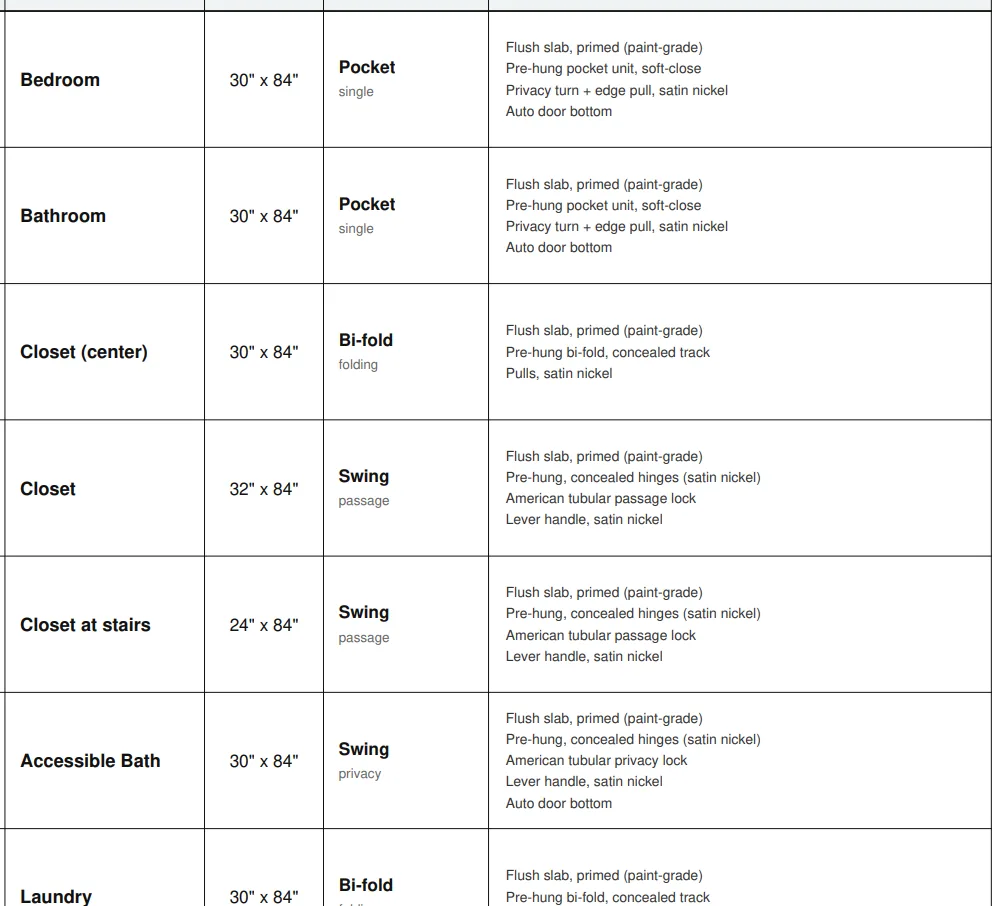 Bedroom
30" x 84"
Pocket
single
Flush slab, primed (paint-grade)
Pre-hung pocket unit, soft-close
Privacy turn + edge pull, satin nickel
Auto door bottom
Bathroom
30" x 84"
Pocket
single
Flush slab, primed (paint-grade)
Pre-hung pocket unit, soft-close
Privacy turn + edge pull, satin nickel
Auto door bottom
Closet (center)
30" x 84"
Bi-fold
folding
Flush slab, primed (paint-grade)
Pre-hung bi-fold, concealed track
Pulls, satin nickel
Closet
32" x 84"
Swing
passage
Flush slab, primed (paint-grade)
Pre-hung, concealed hinges (satin nickel)
American tubular passage lock
Lever handle, satin nickel
Closet at stairs
24" x 84"
Swing
passage
Flush slab, primed (paint-grade)
Pre-hung, concealed hinges (satin nickel)
American tubular passage lock
Lever handle, satin nickel
Accessible Bath
30" x 84"
Swing
privacy
Flush slab, primed (paint-grade)
Pre-hung, concealed hinges (satin nickel)
American tubular privacy lock
Lever handle, satin nickel
Auto door bottom
Laundry
30" x 84"
Bi-fold
Flush slab, primed (paint-grade)
Pre-hung bi-fold, concealed track